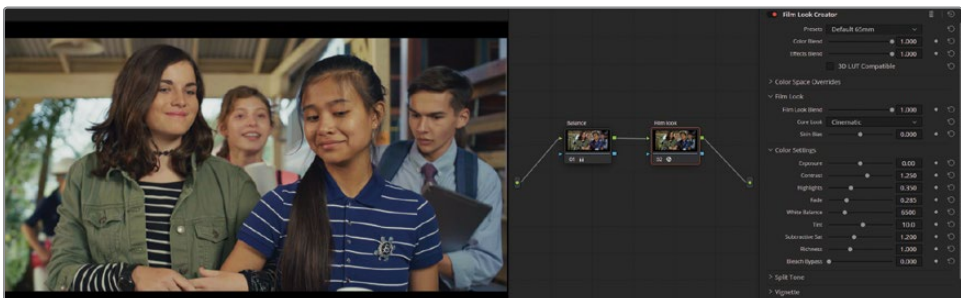 Film Look Creator
Presets Default 65mm
Color Blend 1.000
Effects Blend 1.000
3D LUT Compatible
Color Space Overrides
Film Look
Film Look Blend 1.000
Core Look Cinematic
Skin Bias 0.000
Color Settings
Exposure 0.00
Contrast 1.250
Highlights 0.350
Fade 0.285
White Balance 6500
Tint 10.0
Subtractive Sat 1.200
Richness 1.000
Bleach Bypass 0.000
Split Tone
Vignette
Balance
01
Film look
02